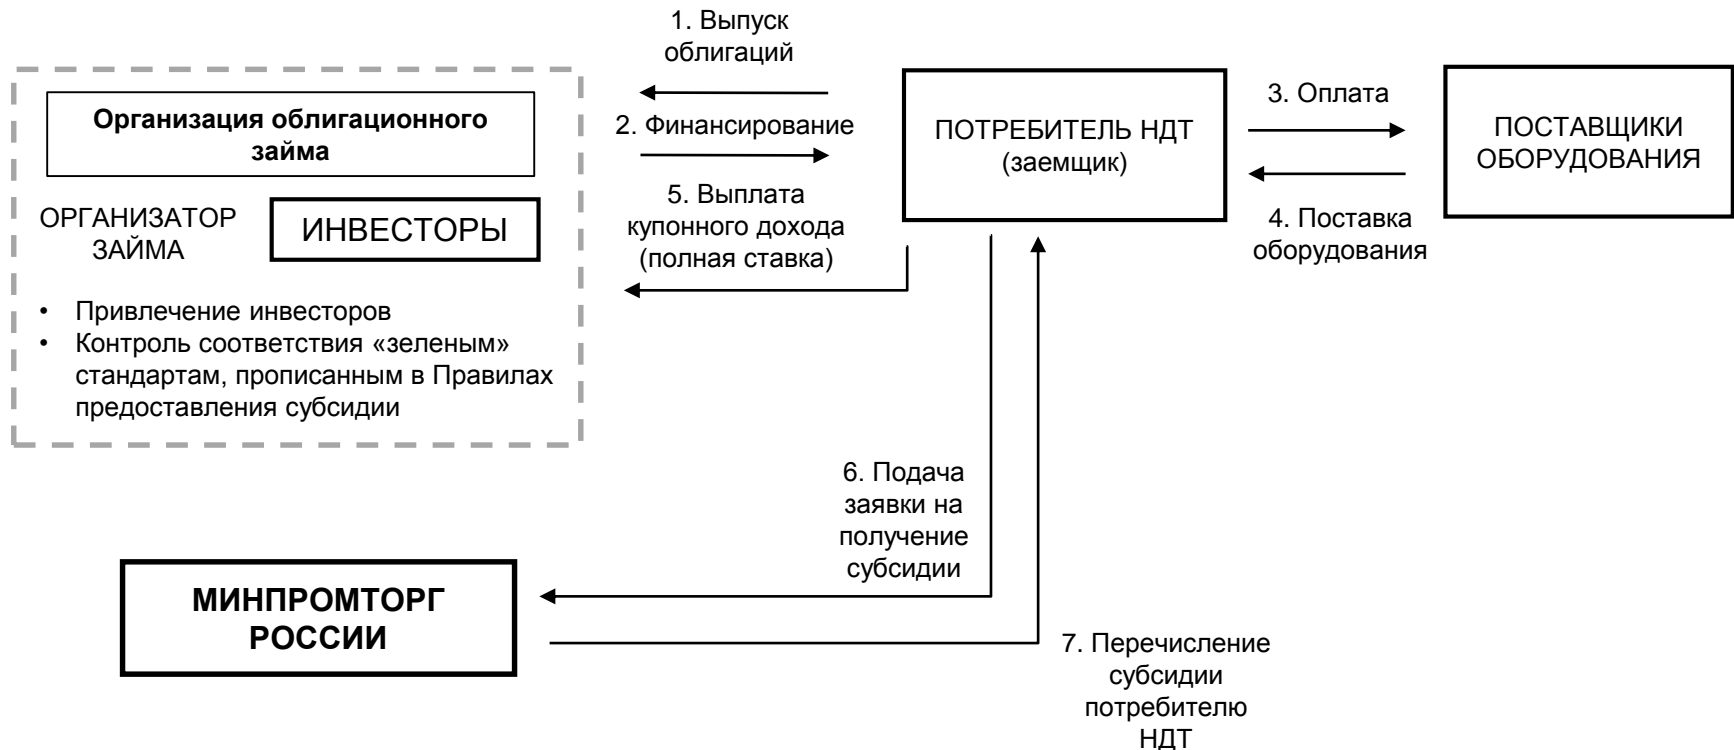 1. Выпуск
облигаций
Организация облигационного
займа
2. Финансирование
ПОТРЕБИТЕЛЬ НДТ
(заемщик)
3. Оплата
ПОСТАВЩИКИ
ОБОРУДОВАНИЯ
ОРГАНИЗАТОР
ЗАЙМА
ИНВЕСТОРЫ
5. Выплата
купонного дохода
(полная ставка)
4. Поставка
оборудования
• Привлечение инвесторов
• Контроль соответствия «зеленым»
стандартам, прописанным в Правилах
предоставления субсидии
6. Подача
заявки на
получение
субсидии
МИНПРОМТОРГ
РОССИИ
7. Перечисление
субсидии
потребителю
НДТ